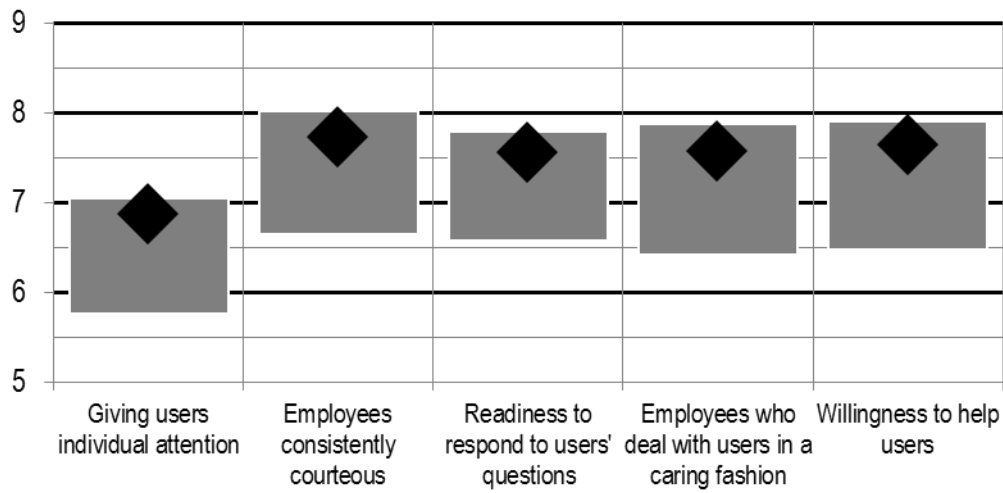 9
8
7
6
5
Giving users
individual attention
Employees
consistently
courteous
Readiness to
respond to users'
questions
Employees who
deal with users in a
caring fashion
Willingness to help
users